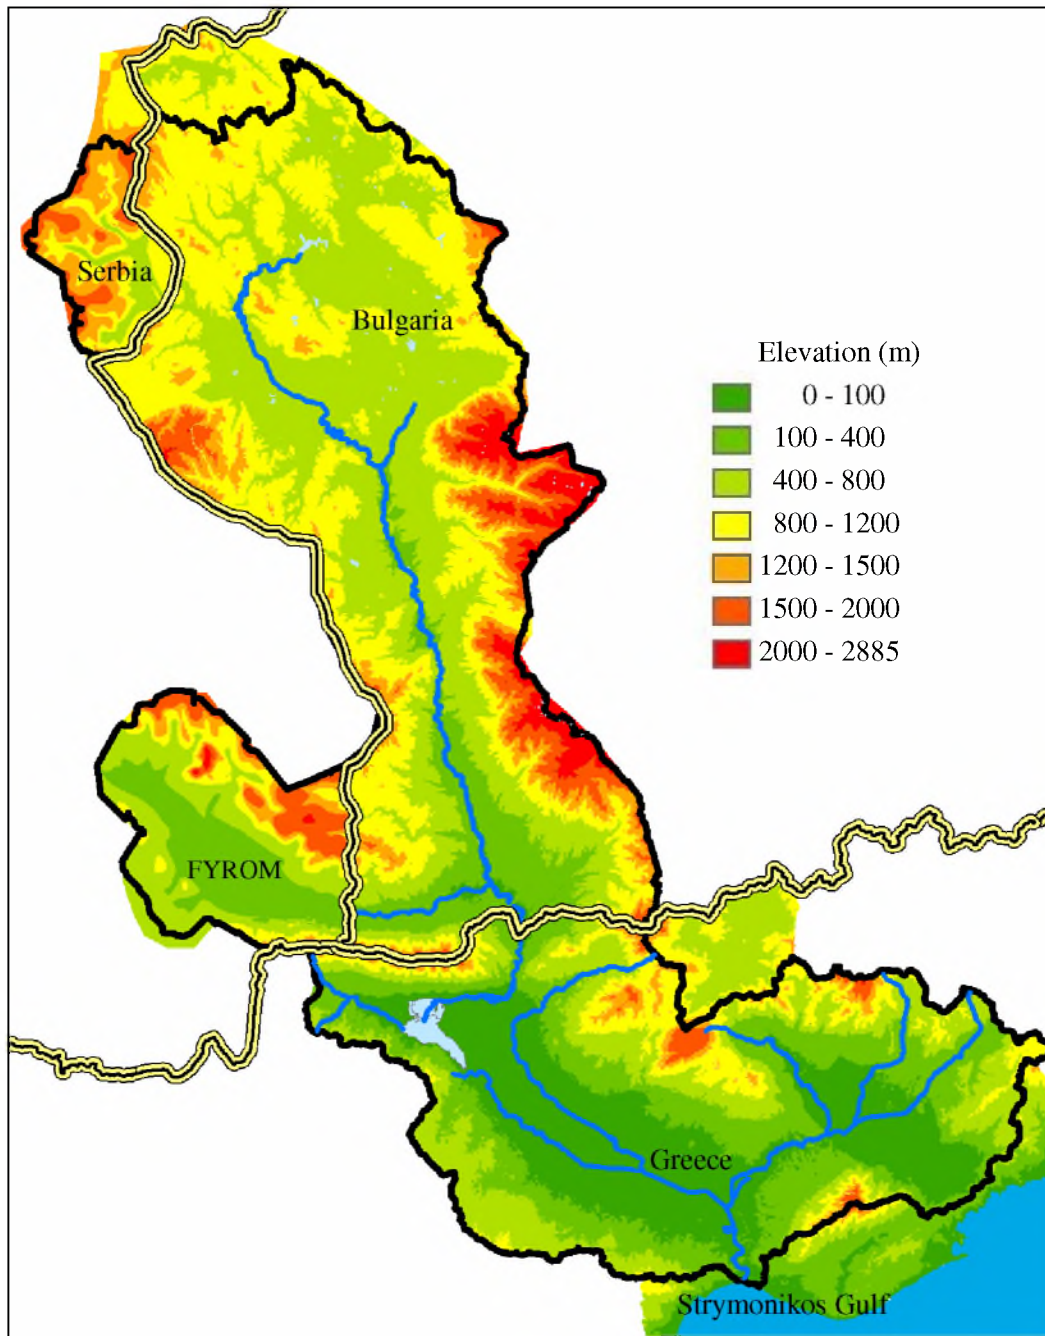 Serbia
Bulgaria
Elevation (m)
0 - 100
100 - 400
400 - 800
800 - 1200
1200 - 1500
1500 - 2000
2000 - 2885
FYROM
Greece
Strymonikos Gulf